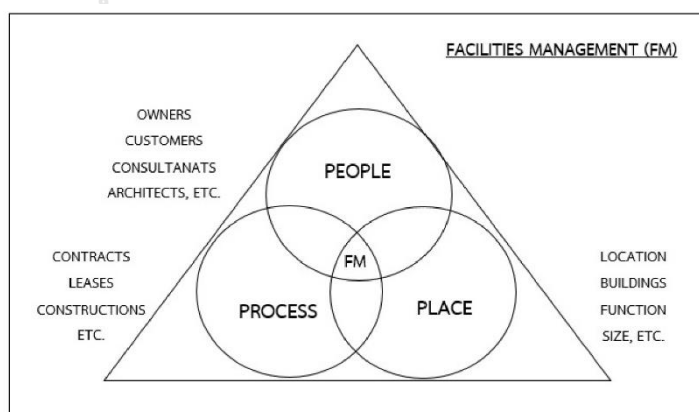 FACILITIES MANAGEMENT (FM)
OWNERS
CUSTOMERS
CONSULTANATS
ARCHITECTS, ETC.
PEOPLE
CONTRACTS
LEASES
CONSTRUCTIONS
ETC.
FM
PROCESS
PLACE
LOCATION
BUILDINGS
FUNCTION
SIZE, ETC.